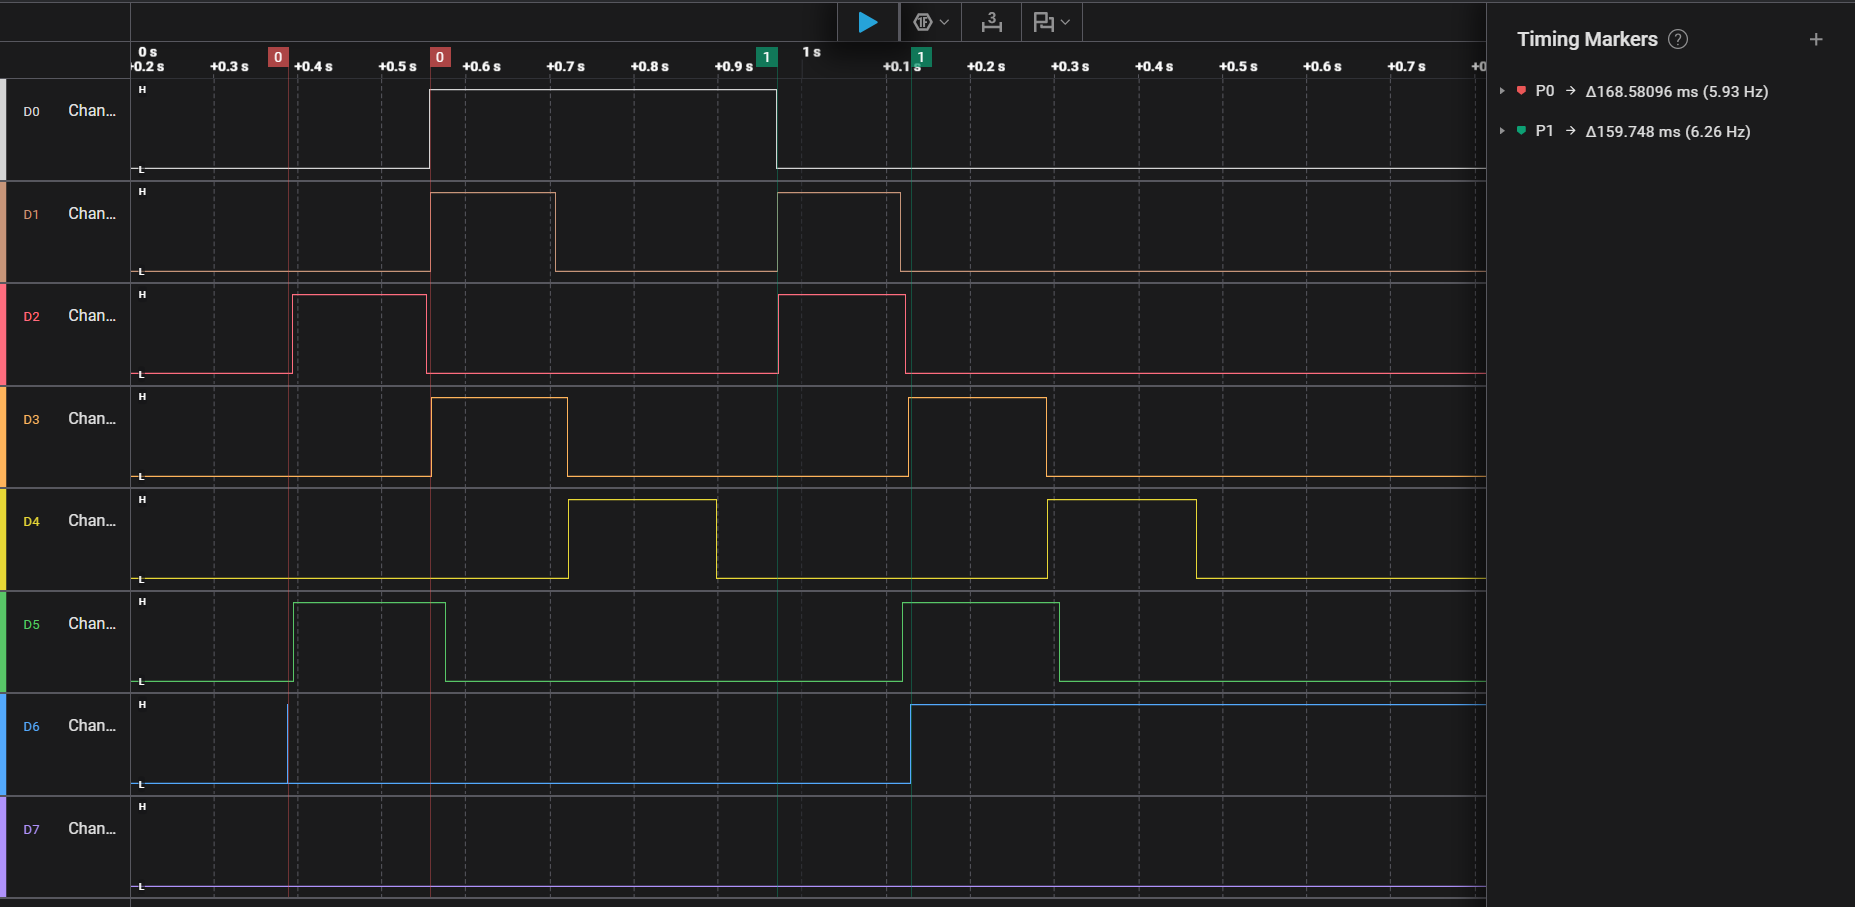 3
Timing Markers ?
0 s
1 s
+0.2 s +0.3 s 0 +0.4 s +0.5 s 0 +0.6 s +0.7 s +0.8 s +0.9 s 1 +0.1 s 1 +0.2 s +0.3 s +0.4 s +0.5 s +0.6 s +0.7 s
P0 → Δ168.58096 ms (5.93 Hz)
P1 → Δ159.748 ms (6.26 Hz)
H
D0 Chan...
L
H
D1 Chan...
L
H
D2 Chan...
L
H
D3 Chan...
L
H
D4 Chan...
L
H
D5 Chan...
L
H
D6 Chan...
L
H
D7 Chan...
L